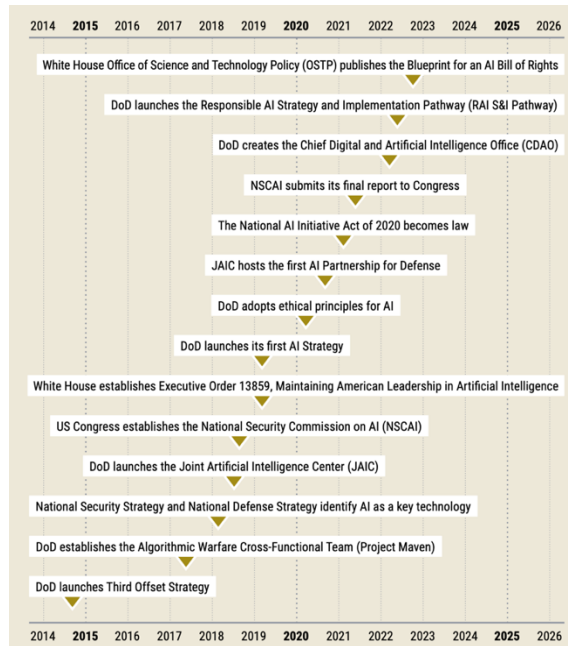 2014 2015 2016 2017 2018 2019 2020 2021 2022 2023 2024 2025 2026
White House Office of Science and Technology Policy (OSTP) publishes the Blueprint for an AI Bill of Rights
DoD launches the Responsible AI Strategy and Implementation Pathway (RAI S&I Pathway)
DoD creates the Chief Digital and Artificial Intelligence Office (CDAO)
NSCAI submits its final report to Congress
The National AI Initiative Act of 2020 becomes law
JAIC hosts the first AI Partnership for Defense
DoD adopts ethical principles for AI
DoD launches its first AI Strategy
White House establishes Executive Order 13859, Maintaining American Leadership in Artificial Intelligence
US Congress establishes the National Security Commission on AI (NSCAI)
DoD launches the Joint Artificial Intelligence Center (JAIC)
National Security Strategy and National Defense Strategy identify AI as a key technology
DoD establishes the Algorithmic Warfare Cross-Functional Team (Project Maven)
DoD launches Third Offset Strategy
2014 2015 2016 2017 2018 2019 2020 2021 2022 2023 2024 2025 2026